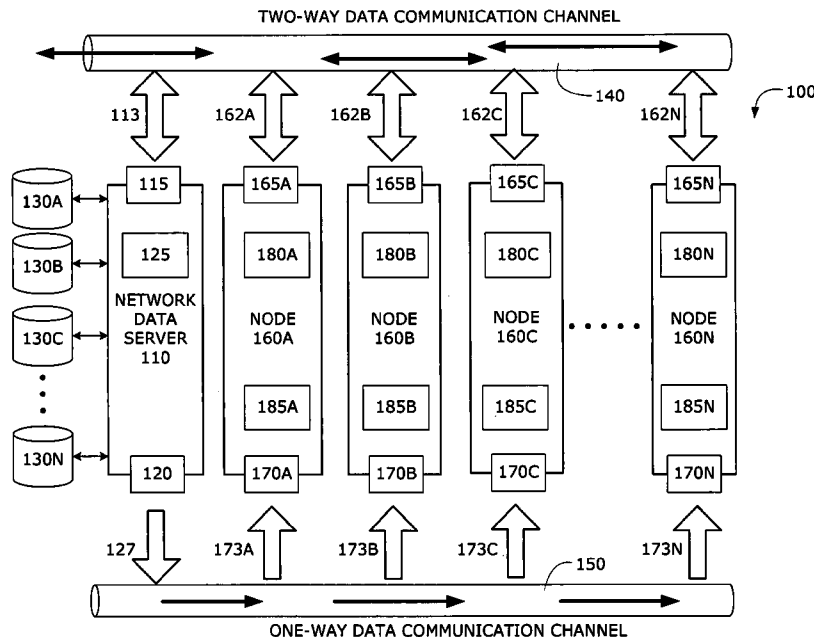 TWO-WAY DATA COMMUNICATION CHANNEL
140
100
113
162A
162B
162C
162N
115
165A
165B
165C
165N
130A
130B
130C
130N
125
180A
180B
180C
180N
NETWORK
DATA
SERVER
110
NODE
160A
NODE
160B
NODE
160C
NODE
160N
185A
185B
185C
185N
120
170A
170B
170C
170N
127
173A
173B
173C
173N
150
ONE-WAY DATA COMMUNICATION CHANNEL